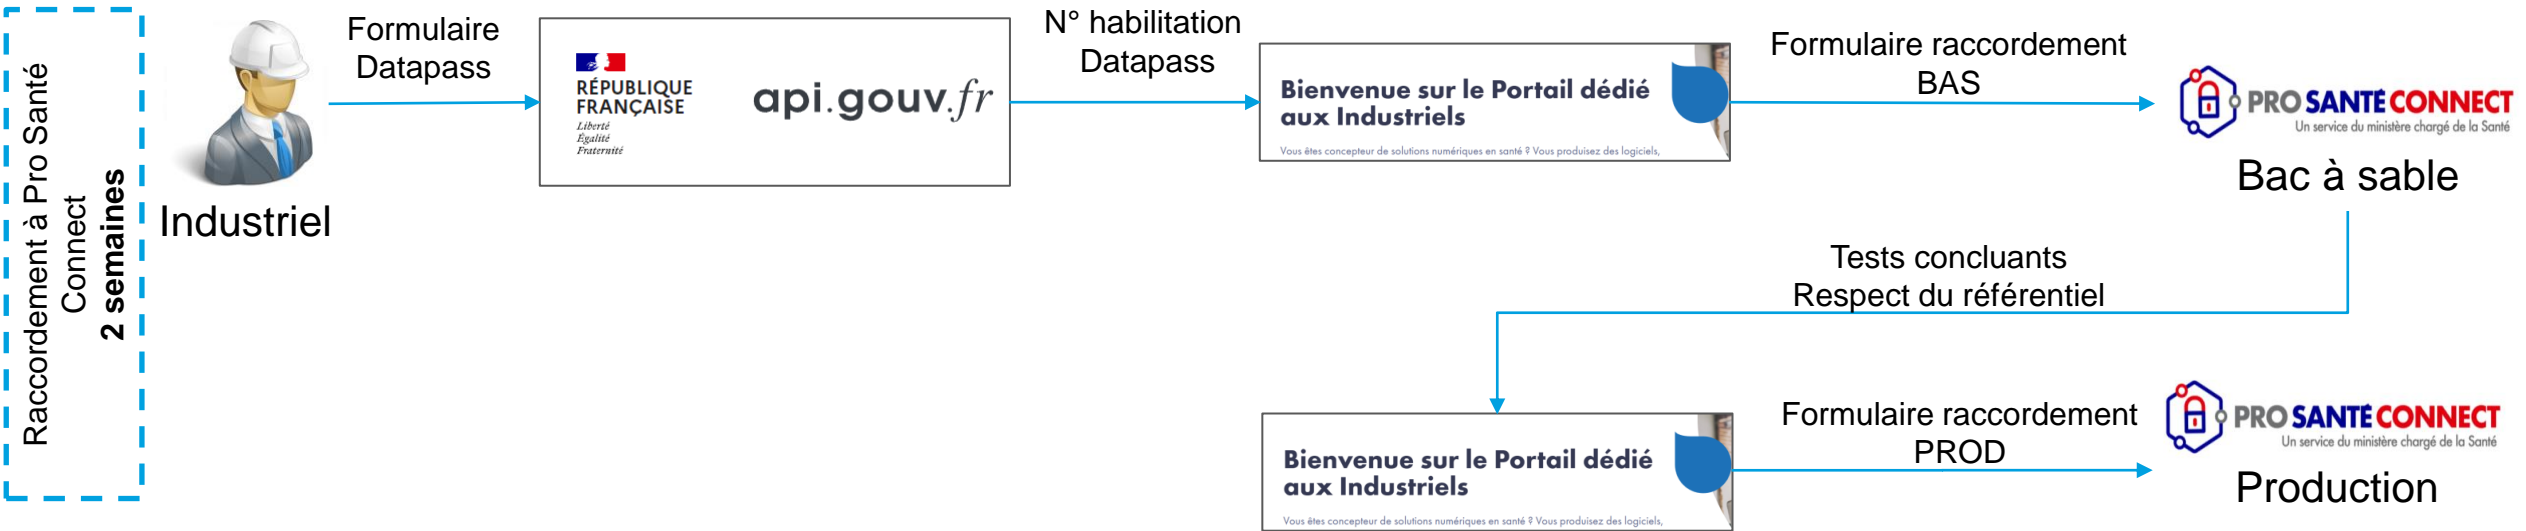 Raccordement à Pro Santé
Connect
2 semaines
Industriel
Formulaire
Datapass
RÉPUBLIQUE
FRANÇAISE
Liberté
Égalité
Fraternité
api.gouv.fr
N° habilitation
Datapass
Bienvenue sur le Portail dédié
aux Industriels
Vous êtes concepteur de solutions numériques en santé ? Vous produisez des logiciels,
Formulaire raccordement
BAS
PRO SANTÉ CONNECT
Un service du ministère chargé de la Santé
Bac à sable
Tests concluants
Respect du référentiel
Bienvenue sur le Portail dédié
aux Industriels
Vous êtes concepteur de solutions numériques en santé ? Vous produisez des logiciels,
Formulaire raccordement
PROD
PRO SANTÉ CONNECT
Un service du ministère chargé de la Santé
Production